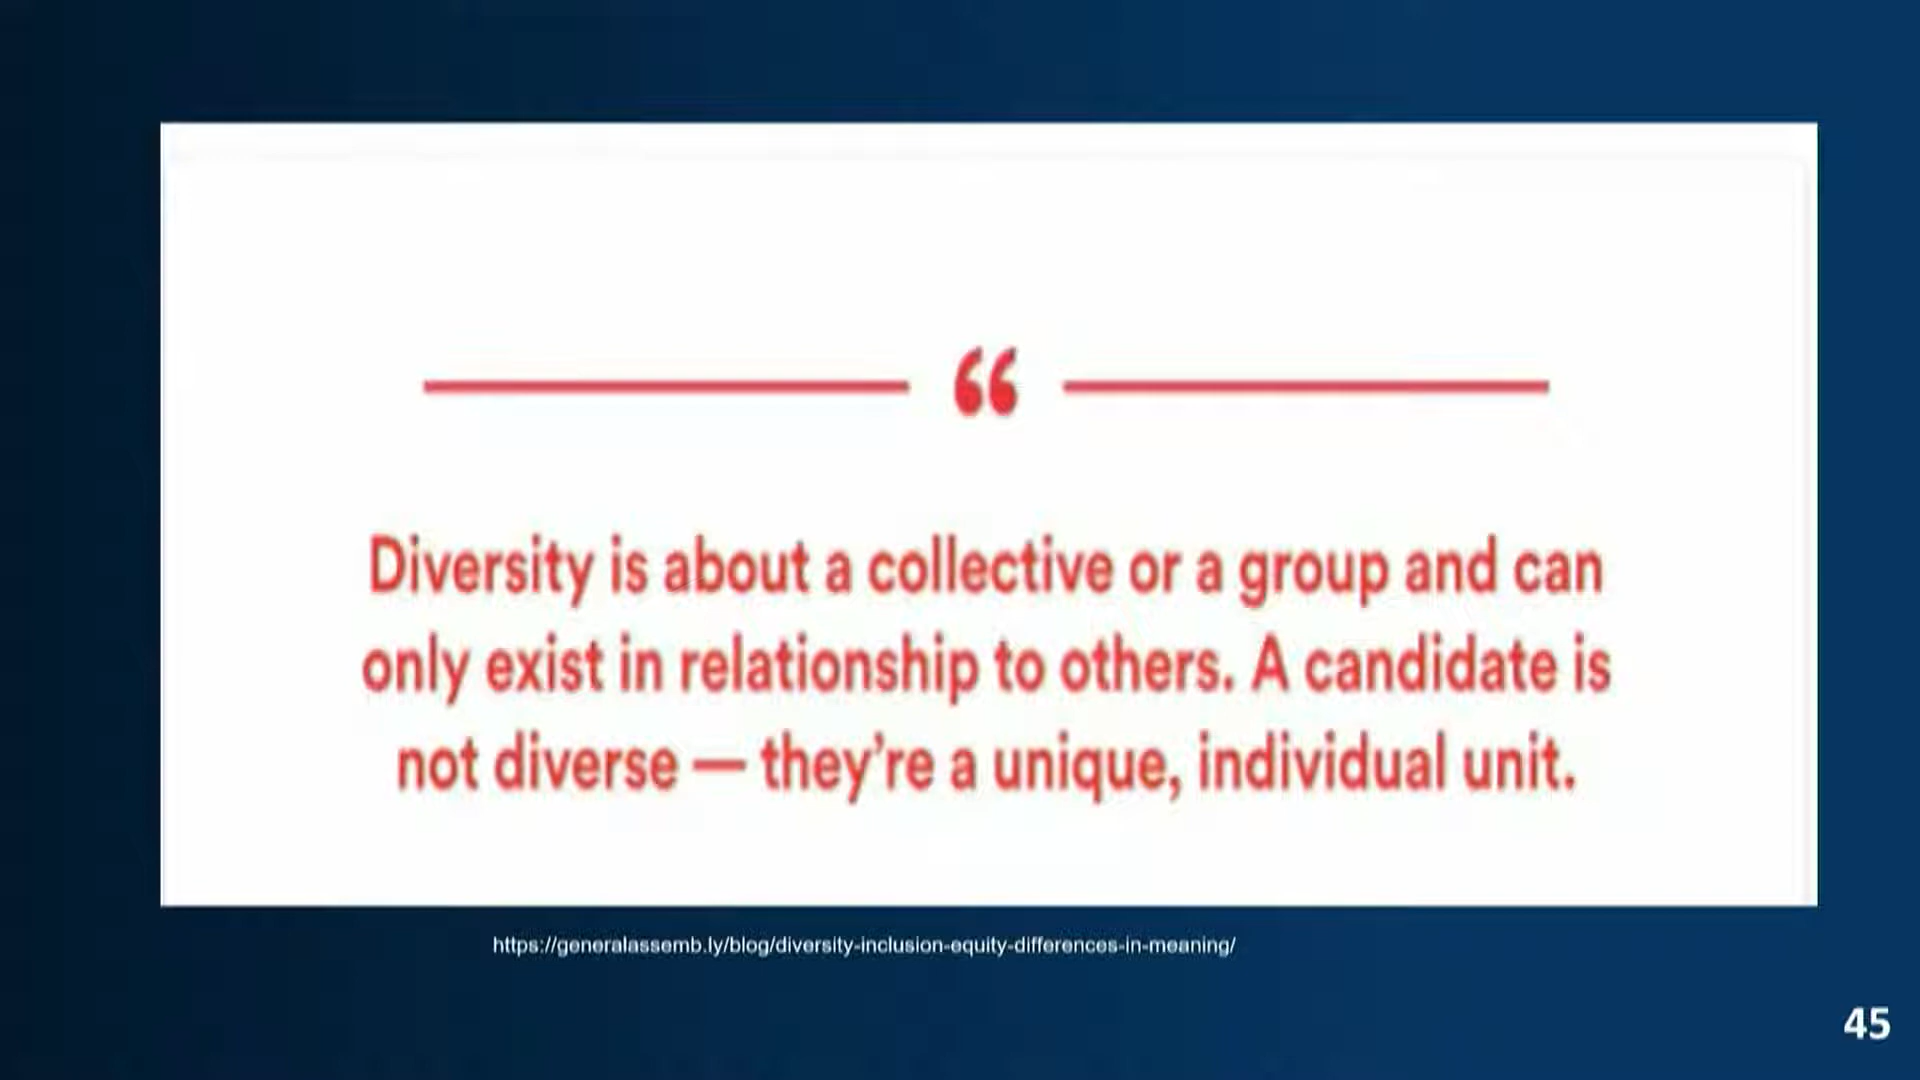 “
Diversity is about a collective or a group and can
only exist in relationship to others. A candidate is
not diverse — they’re a unique, individual unit.
https://generalassemb.ly/blog/diversity-inclusion-equity-differences-in-meaning/
45